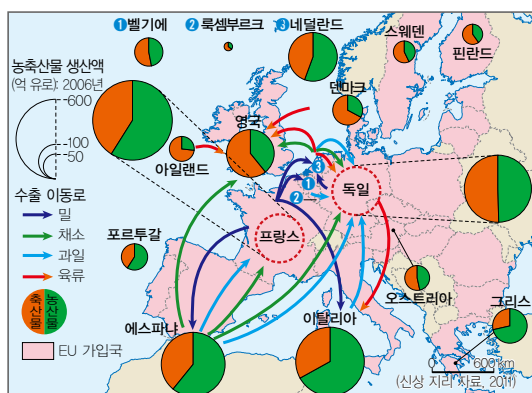 ❶벨기에
❷ 룩셈부르크
❸네덜란드
스웨덴
핀란드
농축산물 생산액
(억 유로): 2006년
600
100
50
덴마크
영국
아일랜드
❸
❶
❷
독일
수출 이동로
밀
채소
과일
육류
프랑스
포르투갈
축산물
농산물
오스트리아
그리스
에스파냐
이탈리아
EU 가입국
0 600km
(신상 지리 자료, 2011)